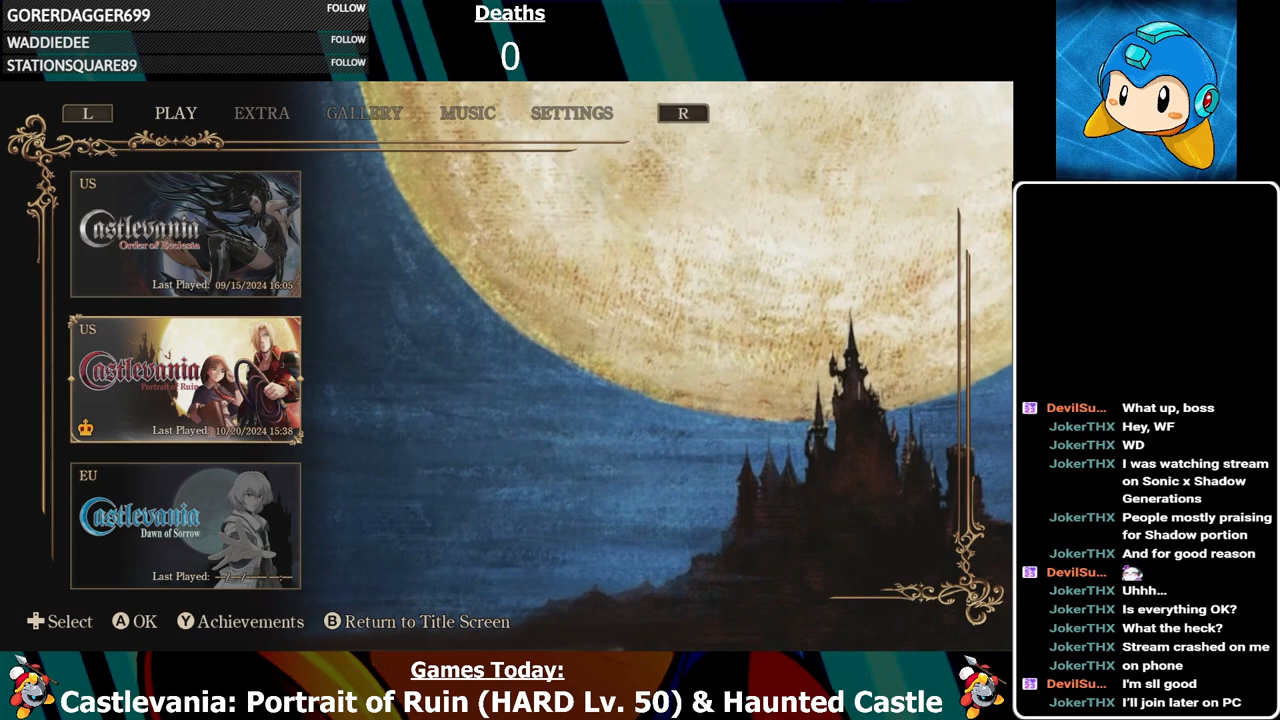 GORERDAGGER699 FOLLOW
WADDIEDEE FOLLOW
STATIONSQUARE89 FOLLOW
Deaths
0
L PLAY EXTRA GALLERY MUSIC SETTINGS R
US
Castlevania
Order of Ecclesia
Last Played: 09/15/2024 16:05
US
Castlevania
Portrait of Ruin
Last Played: 10/20/2024 15:38
EU
Castlevania
Dawn of Sorrow
Last Played: --/--/---- --:--
Select A OK Y Achievements B Return to Title Screen
DevilSu... What up, boss
JokerTHX Hey, WF
JokerTHX WD
JokerTHX I was watching stream
on Sonic x Shadow
Generations
JokerTHX People mostly praising
for Shadow portion
JokerTHX And for good reason
DevilSu...
JokerTHX Uhhh...
JokerTHX Is everything OK?
JokerTHX What the heck?
JokerTHX Stream crashed on me
JokerTHX on phone
DevilSu... I'm sll good
JokerTHX I'll join later on PC
Games Today:
Castlevania: Portrait of Ruin (HARD Lv. 50) & Haunted Castle